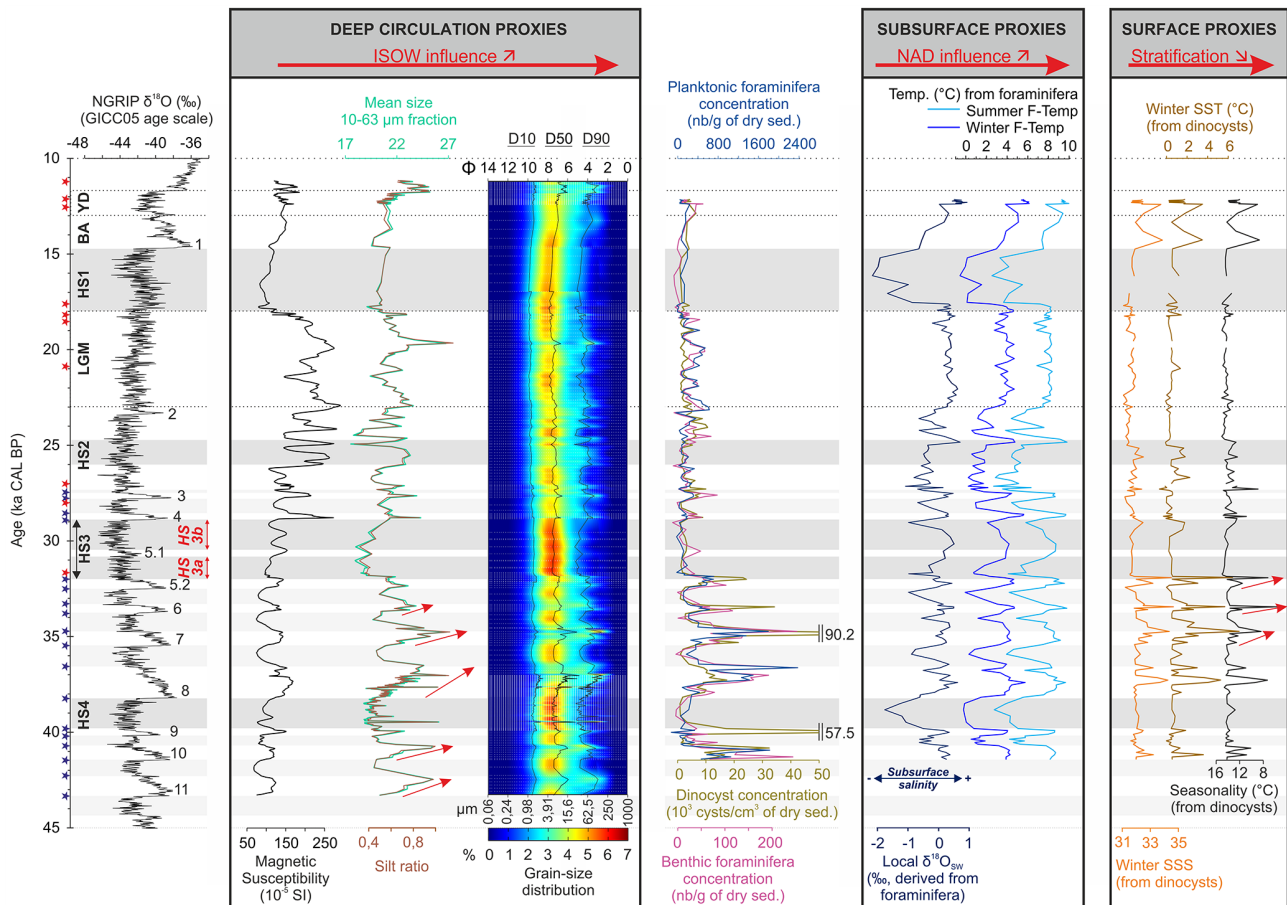 DEEP CIRCULATION PROXIES
ISOW influence ↗
SUBSURFACE PROXIES
NAD influence ↗
SURFACE PROXIES
Stratification ↘
NGRIP δ¹⁸O (‰)
(GICC05 age scale)
-48 -44 -40 -36
Mean size
10-63 µm fraction
17 22 27
D10 D50 D90
Φ 14 12 10 8 6 4 2 0
Planktonic foraminifera
concentration
(nb/g of dry sed.)
0 800 1600 2400
Temp. (°C) from foraminifera
Summer F-Temp
Winter F-Temp
0 2 4 6 8 10
Winter SST (°C)
(from dinocysts)
0 2 4 6
Age (ka CAL BP)
10
15
20
25
30
35
40
45
YD
BA
HS1
LGM
HS2
HS3
HS4
HS
3b
HS
3a
1
2
3
4
5.1
5.2
6
7
8
9
10
11
90.2
57.5
- Subsurface +
salinity
50 150 250
Magnetic
Susceptibility
(10⁻⁵ SI)
0,4 0,8
Silt ratio
µm 0,06 0,24 0,98 3,91 15,6 62,5 250 1000
% 0 1 2 3 4 5 6 7
Grain-size
distribution
0 10 20 30 40 50
Dinocyst concentration
(10³ cysts/cm³ of dry sed.)
0 100 200
Benthic foraminifera
concentration
(nb/g of dry sed.)
-2 -1 0 1
Local δ¹⁸Osw
(‰, derived from
foraminifera)
16 12 8
Seasonality (°C)
(from dinocysts)
31 33 35
Winter SSS
(from dinocysts)